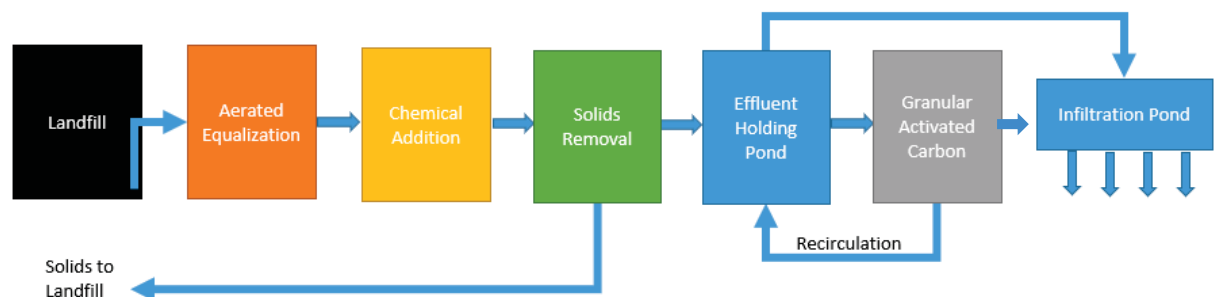 Landfill
Aerated
Equalization
Chemical
Addition
Solids
Removal
Effluent
Holding
Pond
Granular
Activated
Carbon
Infiltration Pond
Recirculation
Solids to
Landfill